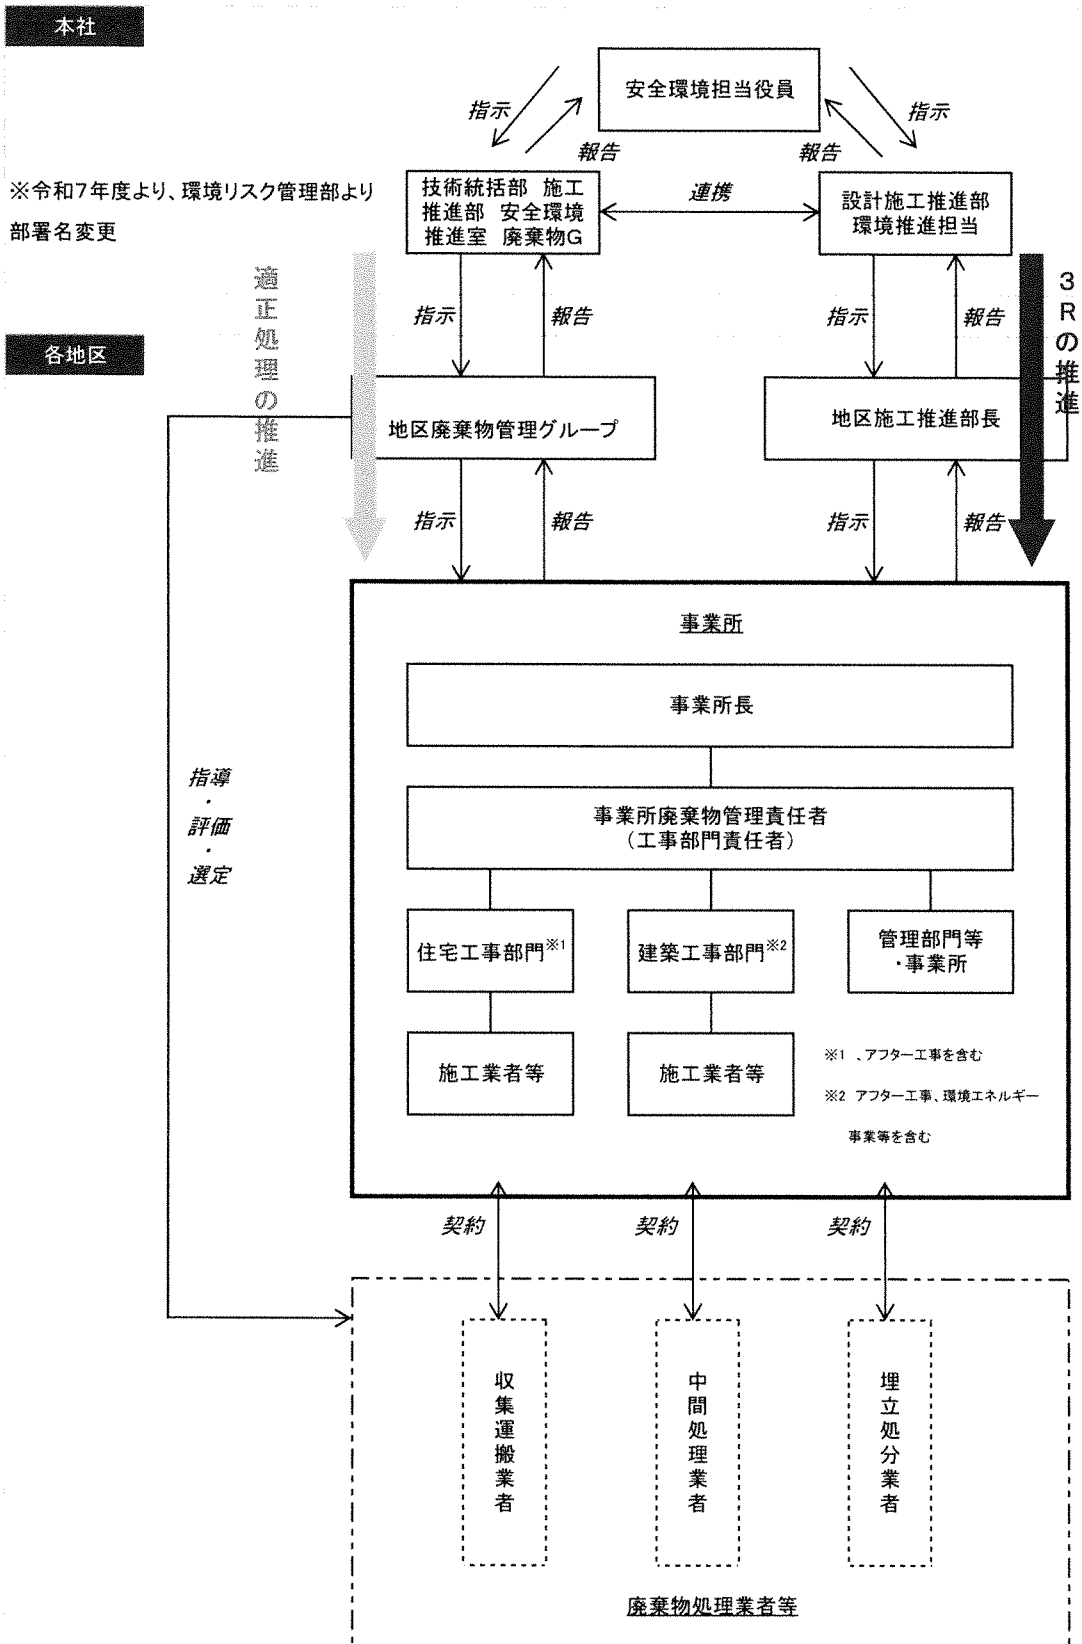 本社
安全環境担当役員
指示
報告
報告
指示
※令和7年度より、環境リスク管理部より
部署名変更
技術統括部 施工
推進部 安全環境
推進室 廃棄物G
連携
設計施工推進部
環境推進担当
適正処理の推進
指示
報告
指示
報告
3Rの推進
各地区
地区廃棄物管理グループ
地区施工推進部長
指示
報告
指示
報告
事業所
事業所長
指導
・
評価
・
選定
事業所廃棄物管理責任者
(工事部門責任者)
住宅工事部門※1
建築工事部門※2
管理部門等
・事業所
施工業者等
施工業者等
※1 、アフター工事を含む
※2 アフター工事、環境エネルギー
事業等を含む
契約
契約
契約
収集運搬業者
中間処理業者
埋立処分業者
廃棄物処理業者等